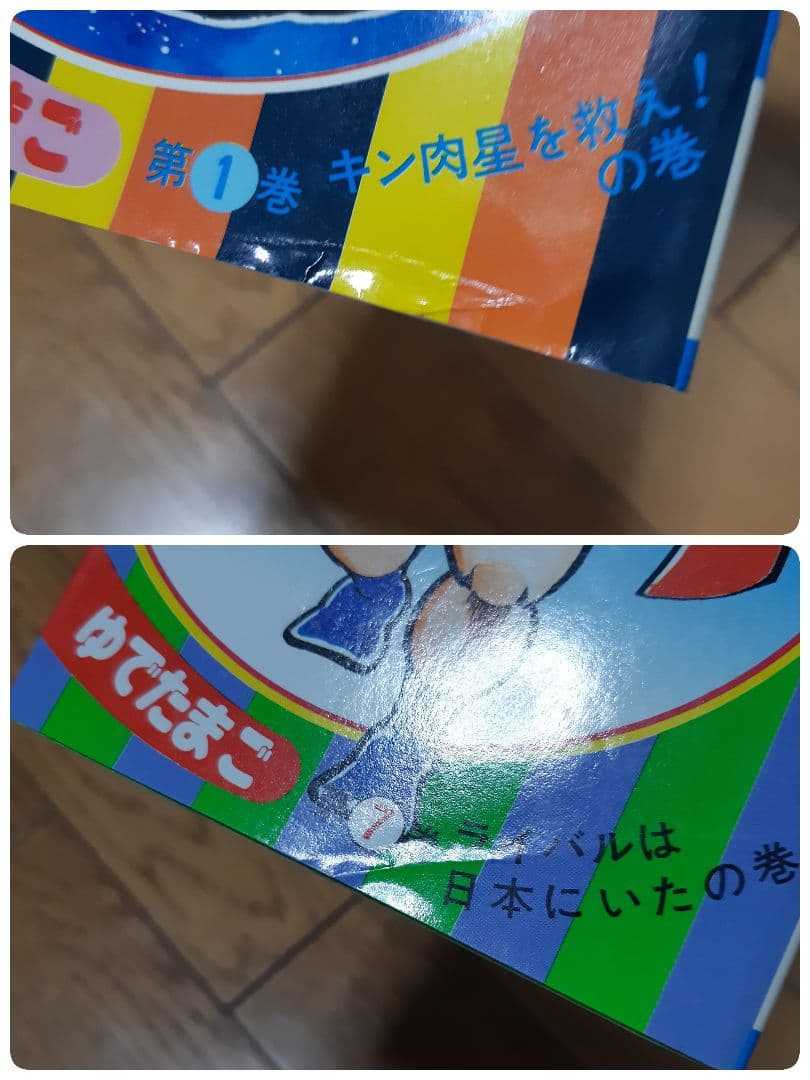 まご
第1巻 キン肉星を救え!
の巻
ゆでたまご
1 ライバルは
日本にいたの巻